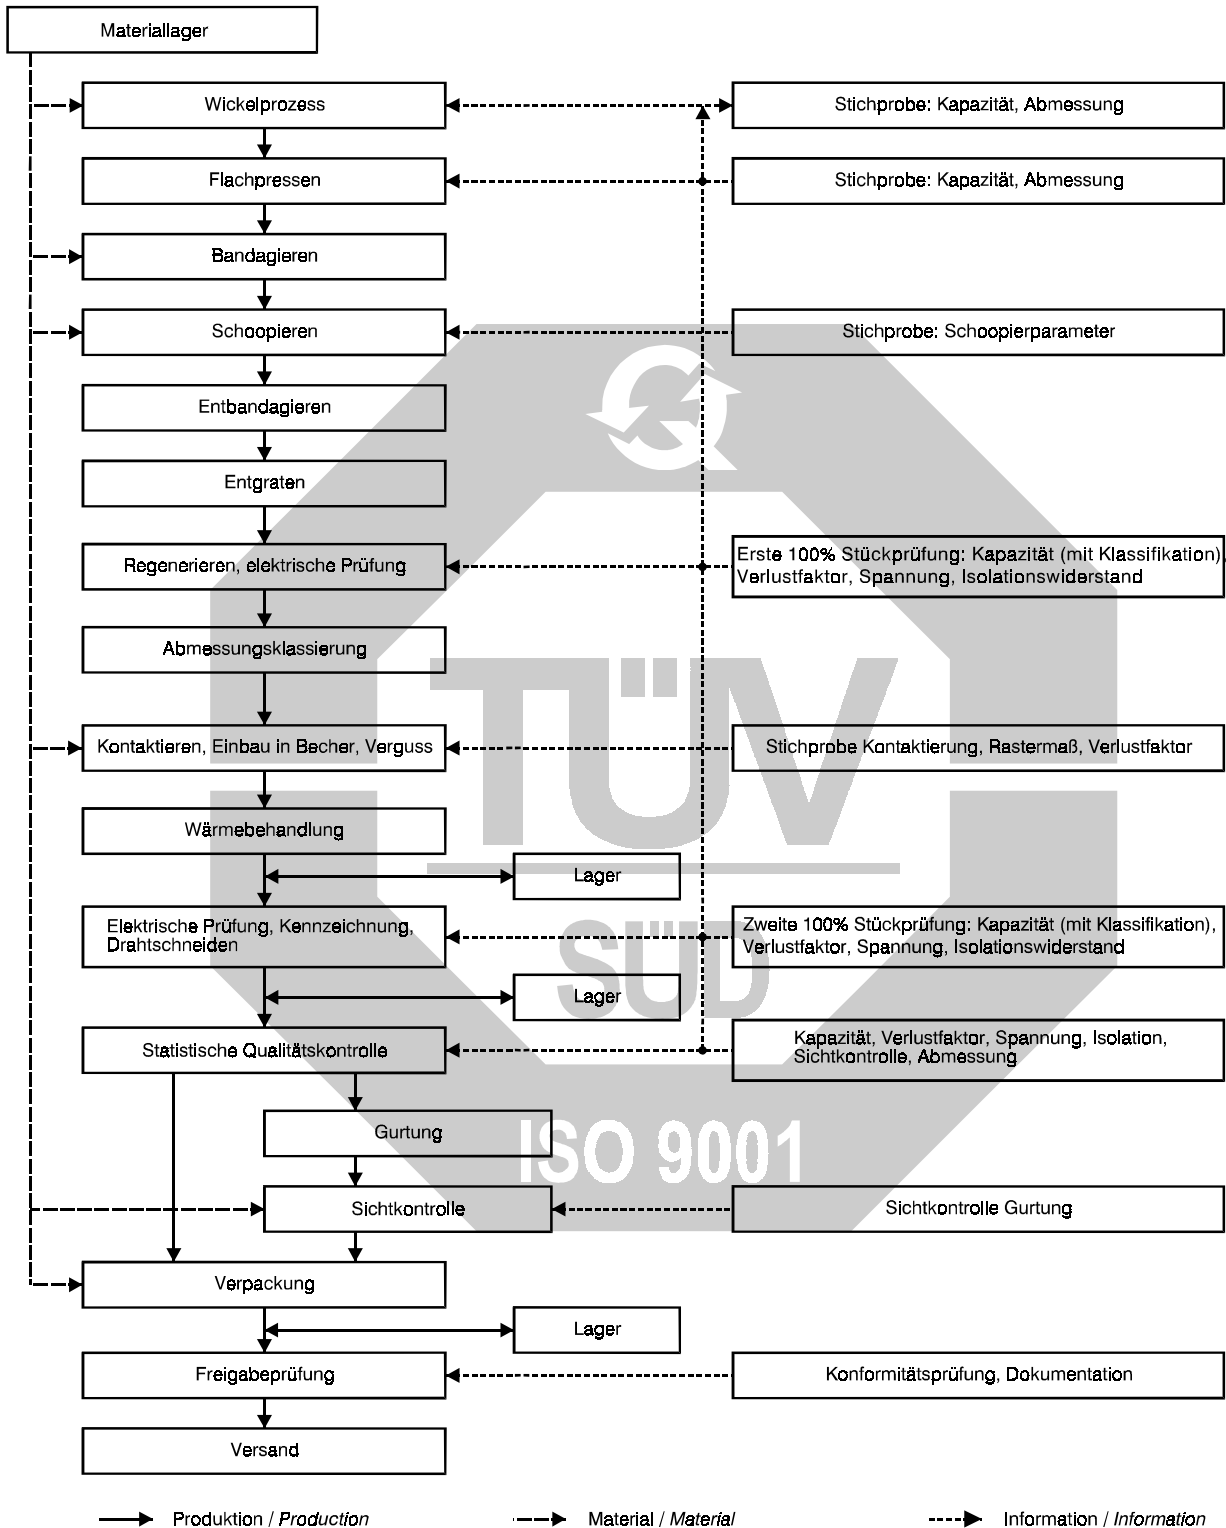 Materiallager
Wickelprozess
Stichprobe: Kapazität, Abmessung
Flachpressen
Stichprobe: Kapazität, Abmessung
Bandagieren
Schoopieren
Stichprobe: Schoopierparameter
Entbandagieren
Entgraten
Regenerieren, elektrische Prüfung
Erste 100% Stückprüfung: Kapazität (mit Klassifikation),
Verlustfaktor, Spannung, Isolationswiderstand
Abmessungsklassierung
TÜV
Kontaktieren, Einbau in Becher, Verguss
Stichprobe Kontaktierung, Rastermaß, Verlustfaktor
Wärmebehandlung
Lager
Elektrische Prüfung, Kennzeichnung,
Drahtschneiden
SÜD
Zweite 100% Stückprüfung: Kapazität (mit Klassifikation),
Verlustfaktor, Spannung, Isolationswiderstand
Lager
Statistische Qualitätskontrolle
Kapazität, Verlustfaktor, Spannung, Isolation,
Sichtkontrolle, Abmessung
Gurtung
ISO 9001
Sichtkontrolle
Sichtkontrolle Gurtung
Verpackung
Lager
Freigabeprüfung
Konformitätsprüfung, Dokumentation
Versand
Produktion / Production
Material / Material
Information / Information